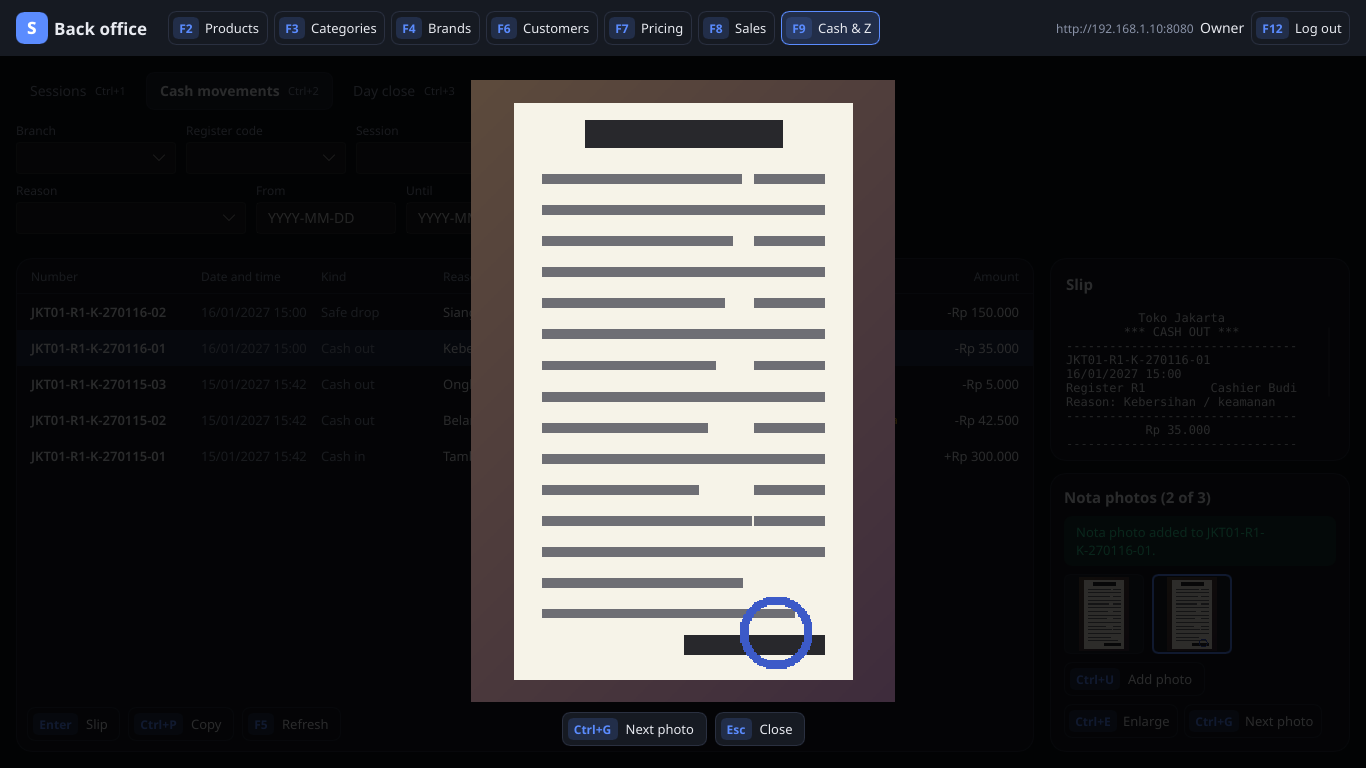 S Back office F2 Products F3 Categories F4 Brands F6 Customers F7 Pricing F8 Sales F9 Cash & Z http://192.168.1.10:8080 Owner F12 Log out
Sessions Ctrl+1 Cash movements Ctrl+2 Day close Ctrl+3
Branch Register code Session
Reason From Until
YYYY-MM-DD
Number Date and time Kind Amount
JKT01-R1-K-270116-02 16/01/2027 15:00 Safe drop -Rp 150.000
JKT01-R1-K-270116-01 16/01/2027 15:00 Cash out -Rp 35.000
JKT01-R1-K-270115-03 15/01/2027 15:42 Cash out -Rp 5.000
JKT01-R1-K-270115-02 15/01/2027 15:42 Cash out -Rp 42.500
JKT01-R1-K-270115-01 15/01/2027 15:42 Cash in +Rp 300.000
Enter Slip Ctrl+P Copy F5 Refresh
Slip
Toko Jakarta
*** CASH OUT ***
--------------------------------
JKT01-R1-K-270116-01
16/01/2027 15:00
Register R1 Cashier Budi
Reason: Kebersihan / keamanan
--------------------------------
Rp 35.000
--------------------------------
Nota photos (2 of 3)
Nota photo added to JKT01-R1-
K-270116-01.
Ctrl+U Add photo
Ctrl+E Enlarge Ctrl+G Next photo
Ctrl+G Next photo Esc Close